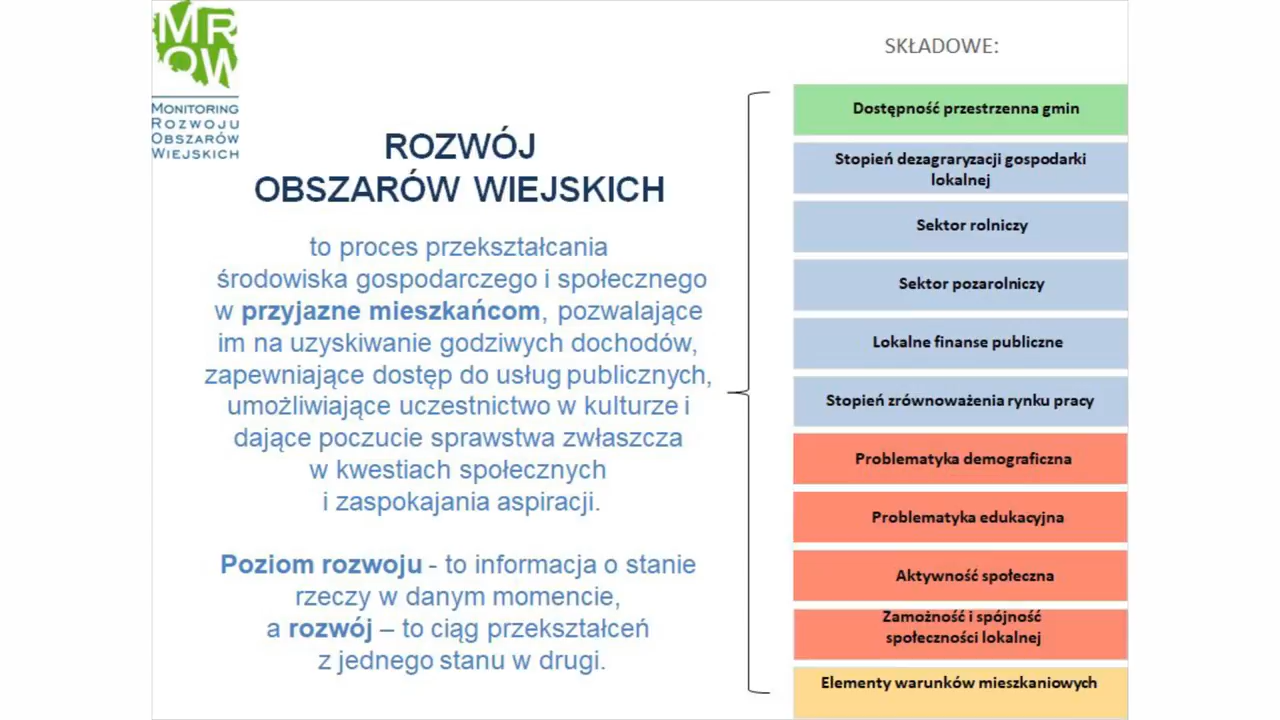 MR
OW
MONITORING
ROZWOJU
OBSZARÓW
WIEJSKICH
ROZWÓJ
OBSZARÓW WIEJSKICH
to proces przekształcania
środowiska gospodarczego i społecznego
w przyjazne mieszkańcom, pozwalające
im na uzyskiwanie godziwych dochodów,
zapewniające dostęp do usług publicznych,
umożliwiające uczestnictwo w kulturze i
dające poczucie sprawstwa zwłaszcza
w kwestiach społecznych
i zaspokajania aspiracji.
Poziom rozwoju - to informacja o stanie
rzeczy w danym momencie,
a rozwój – to ciąg przekształceń
z jednego stanu w drugi.
SKŁADOWE:
Dostępność przestrzenna gmin
Stopień dezagraryzacji gospodarki
lokalnej
Sektor rolniczy
Sektor pozarolniczy
Lokalne finanse publiczne
Stopień zrównoważenia rynku pracy
Problematyka demograficzna
Problematyka edukacyjna
Aktywność społeczna
Zamożność i spójność
społeczności lokalnej
Elementy warunków mieszkaniowych